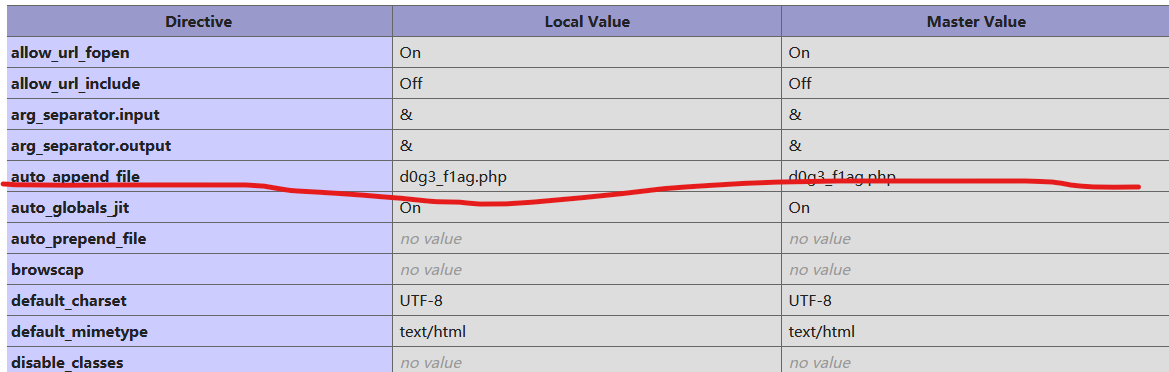 Directive Local Value Master Value
allow_url_fopen On On
allow_url_include Off Off
arg_separator.input & &
arg_separator.output & &
auto_append_file d0g3_f1ag.php d0g3_f1ag.php
auto_globals_jit On On
auto_prepend_file no value no value
browscap no value no value
default_charset UTF-8 UTF-8
default_mimetype text/html text/html
disable_classes no value no value